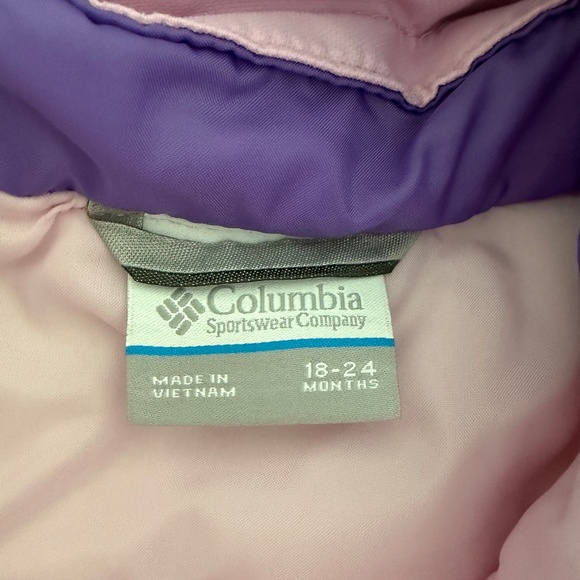 Columbia
Sportswear Company
MADE IN
VIETNAM
18-24
MONTHS